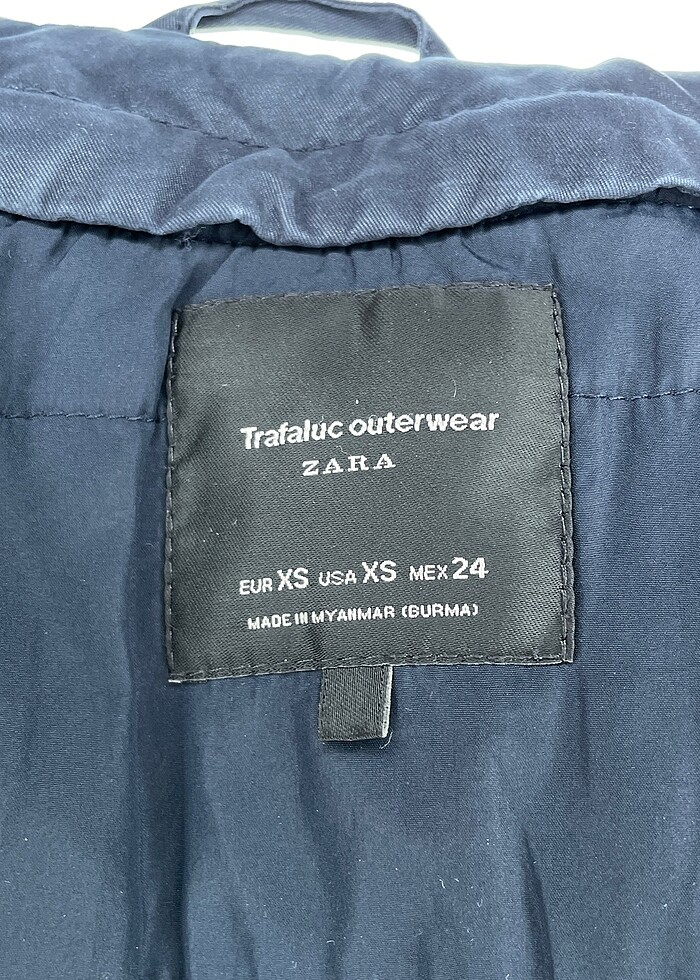 Trafaluc outerwear
ZARA
EUR XS USA XS MEX 24
MADE IN MYANMAR (BURMA)